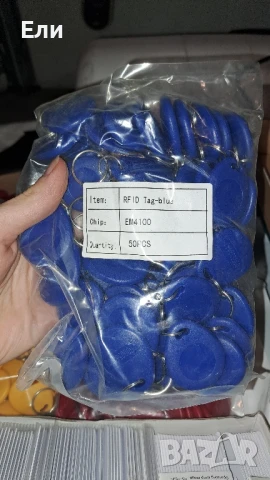 Ели
Item: RFID Tag-blue
Chip: EM4100
Quantity: 50PCS
BAZAR